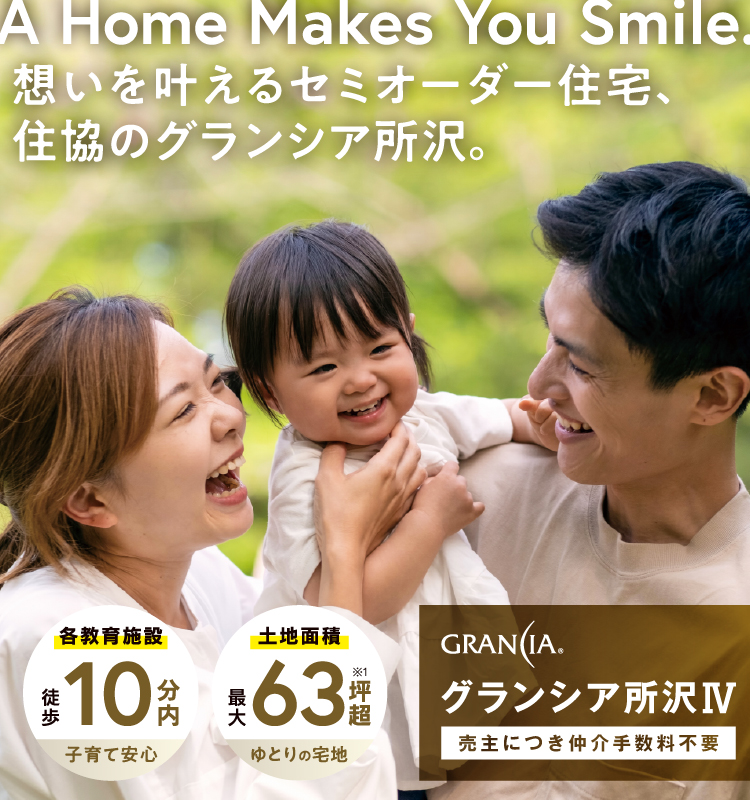 A Home Makes You Smile.
想いを叶えるセミオーダー住宅、
住協のグランシア所沢。
各教育施設
徒歩10分内
子育て安心
土地面積
最大63坪超※1
ゆとりの宅地
GRANCIA®
グランシア所沢Ⅳ
売主につき仲介手数料不要